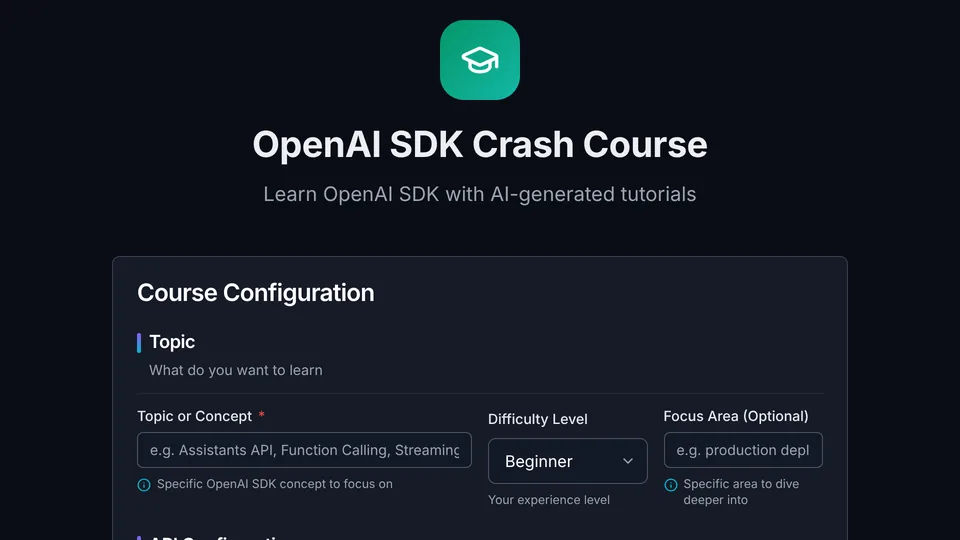 OpenAI SDK Crash Course
Learn OpenAI SDK with AI-generated tutorials
Course Configuration
Topic
What do you want to learn
Topic or Concept *
e.g. Assistants API, Function Calling, Streaming
Specific OpenAI SDK concept to focus on
Difficulty Level
Beginner
Your experience level
Focus Area (Optional)
e.g. production depl
Specific area to dive
deeper into